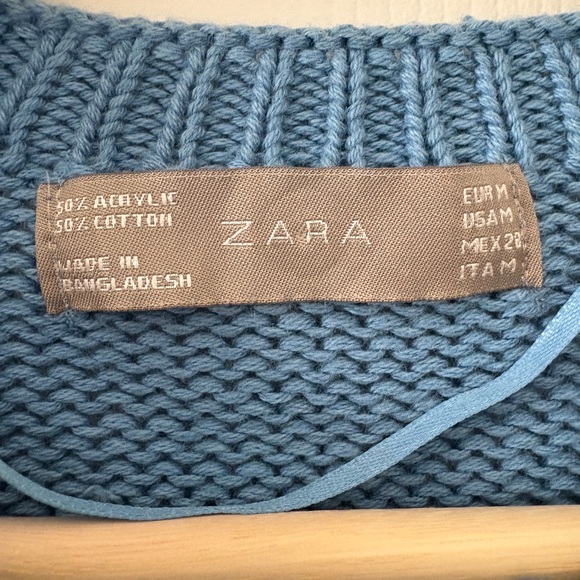 50% ACRYLIC
50% COTTON
MADE IN
BANGLADESH
ZARA
EUR M
USA M
MEX 28
ITA M